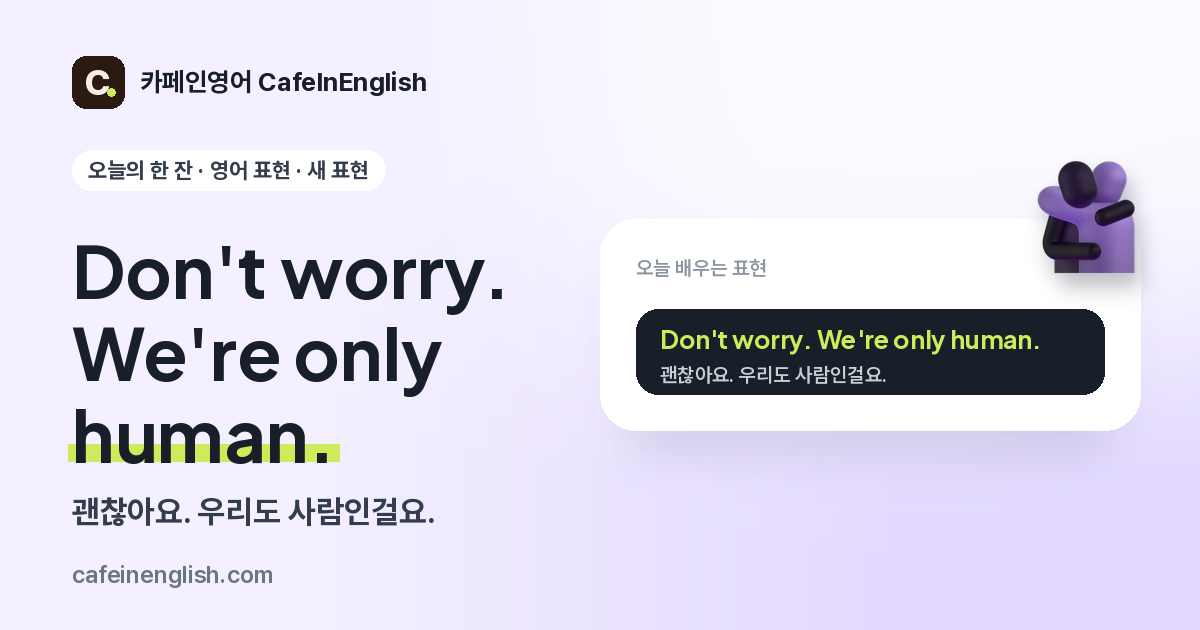 C
카페인영어 CafeInEnglish
오늘의 한 잔 · 영어 표현 · 새 표현
Don't worry.
We're only
human.
괜찮아요. 우리도 사람인걸요.
cafeinenglish.com
오늘 배우는 표현
Don't worry. We're only human.
괜찮아요. 우리도 사람인걸요.